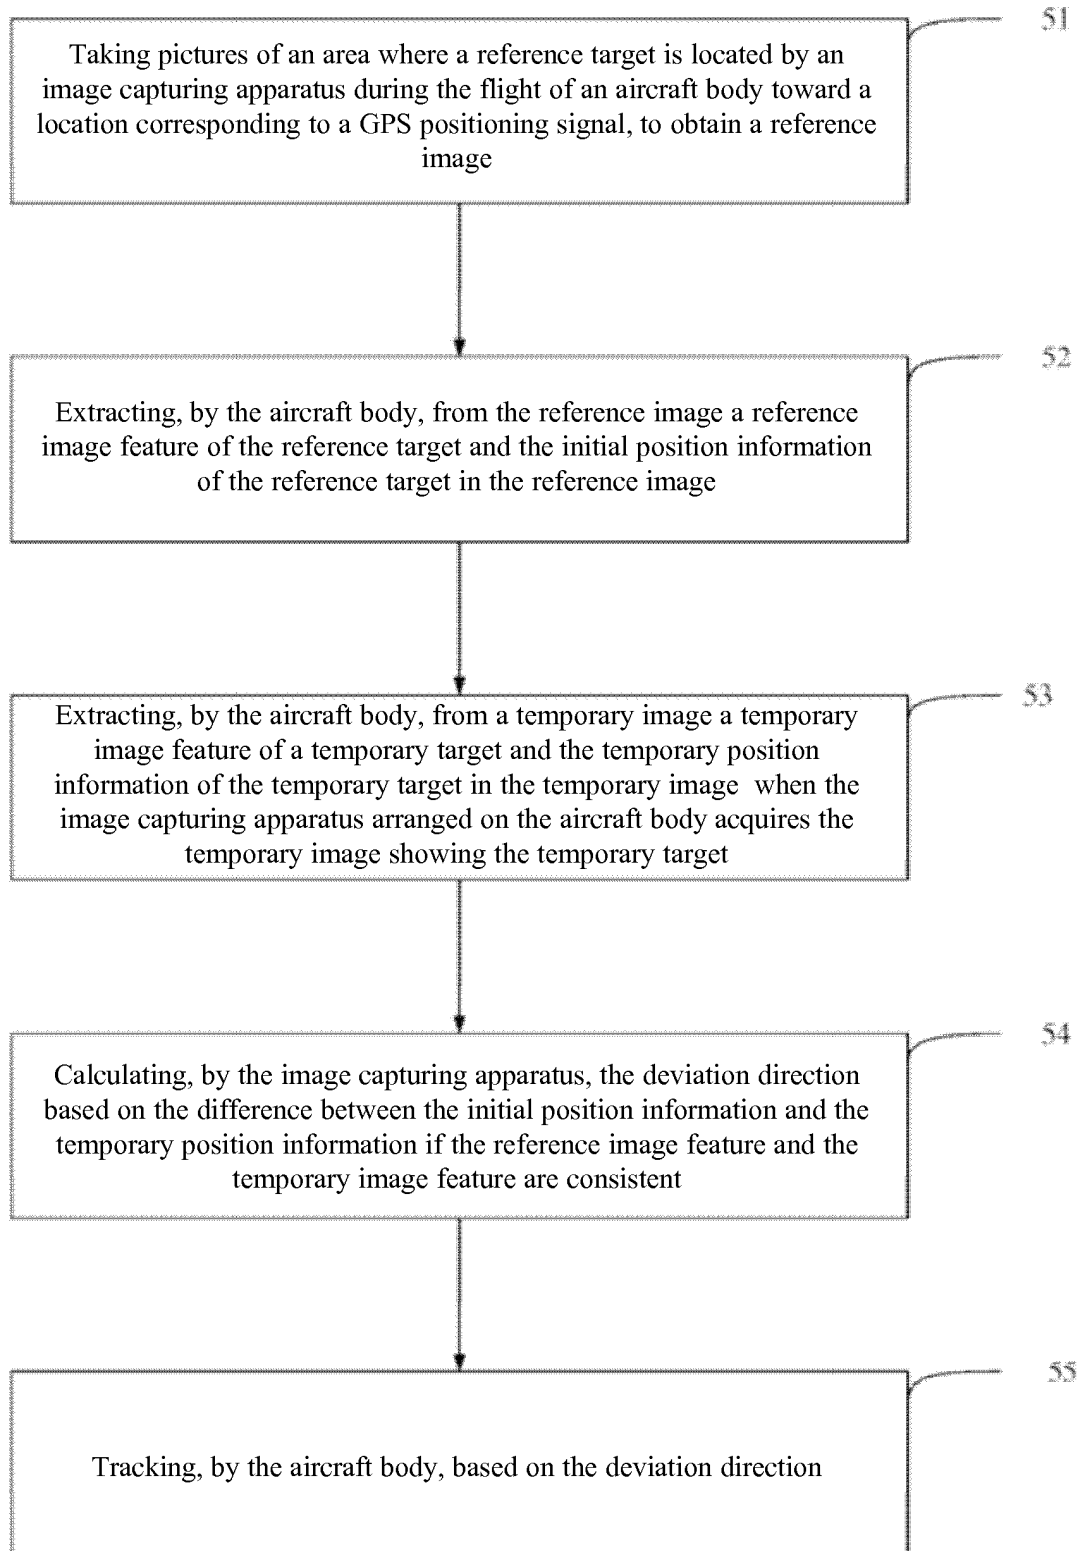 51
Taking pictures of an area where a reference target is located by an
image capturing apparatus during the flight of an aircraft body toward a
location corresponding to a GPS positioning signal, to obtain a reference
image
52
Extracting, by the aircraft body, from the reference image a reference
image feature of the reference target and the initial position information
of the reference target in the reference image
53
Extracting, by the aircraft body, from a temporary image a temporary
image feature of a temporary target and the temporary position
information of the temporary target in the temporary image when the
image capturing apparatus arranged on the aircraft body acquires the
temporary image showing the temporary target
54
Calculating, by the image capturing apparatus, the deviation direction
based on the difference between the initial position information and the
temporary position information if the reference image feature and the
temporary image feature are consistent
55
Tracking, by the aircraft body, based on the deviation direction